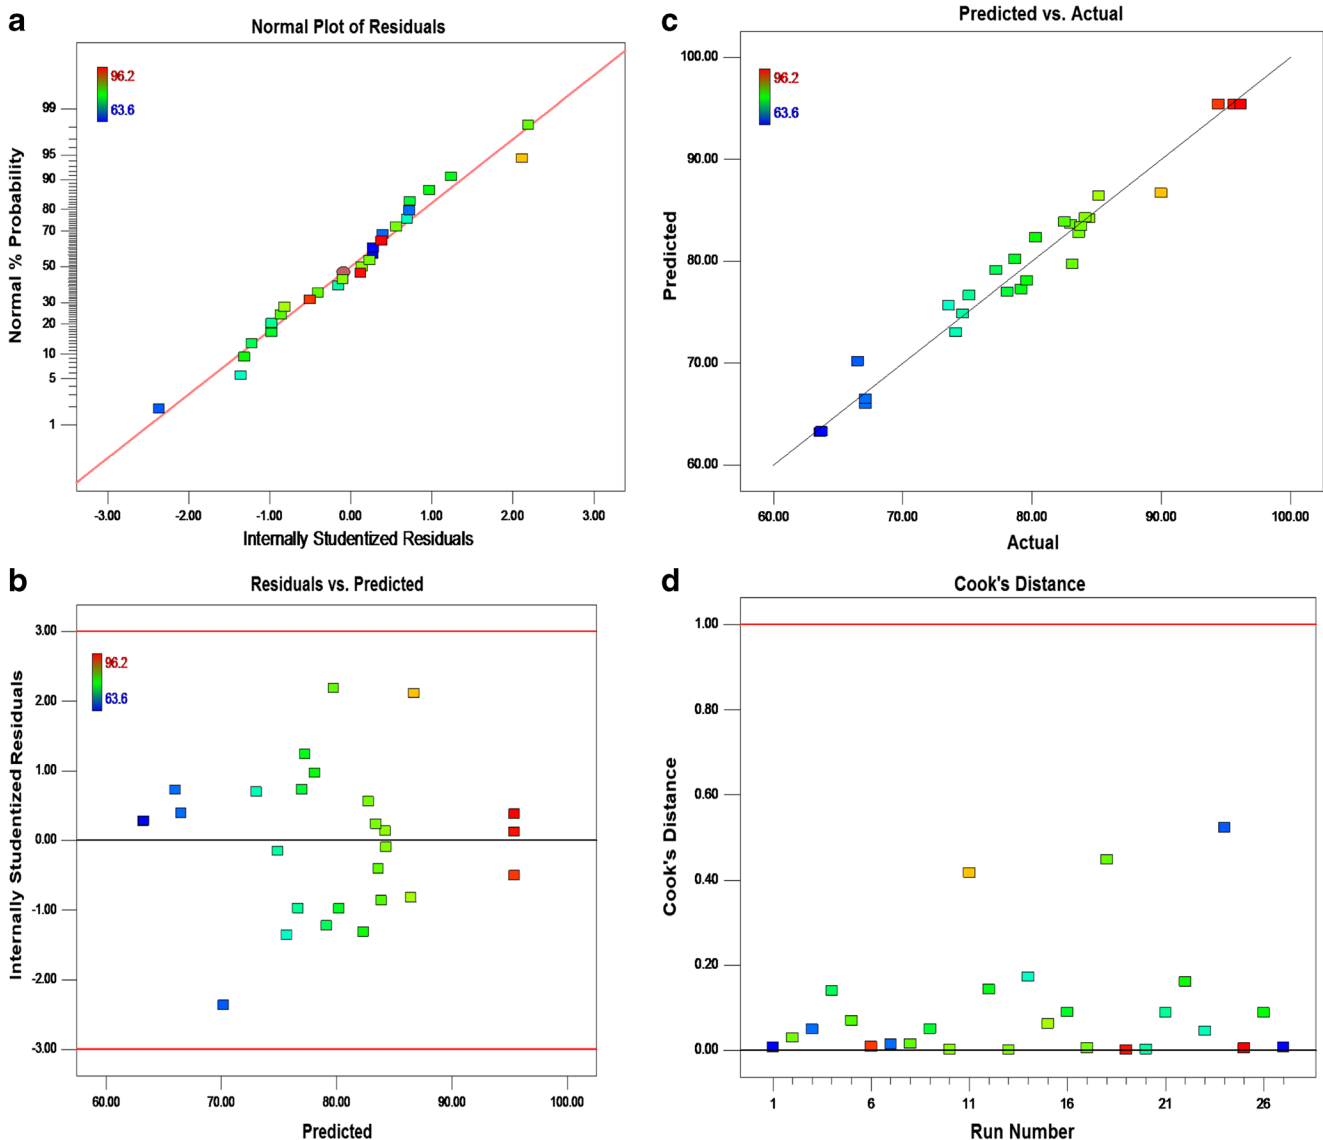 a
Normal Plot of Residuals
96.2
63.6
Normal % Probability
99
95
90
80
70
50
30
20
10
5
1
-3.00 -2.00 -1.00 0.00 1.00 2.00 3.00
Internally Studentized Residuals
c
Predicted vs. Actual
96.2
63.6
Predicted
100.00
90.00
80.00
70.00
60.00
60.00 70.00 80.00 90.00 100.00
Actual
b
Residuals vs. Predicted
96.2
63.6
Internally Studentized Residuals
3.00
2.00
1.00
0.00
-1.00
-2.00
-3.00
60.00 70.00 80.00 90.00 100.00
Predicted
d
Cook's Distance
Cook's Distance
1.00
0.80
0.60
0.40
0.20
0.00
1 6 11 16 21 26
Run Number